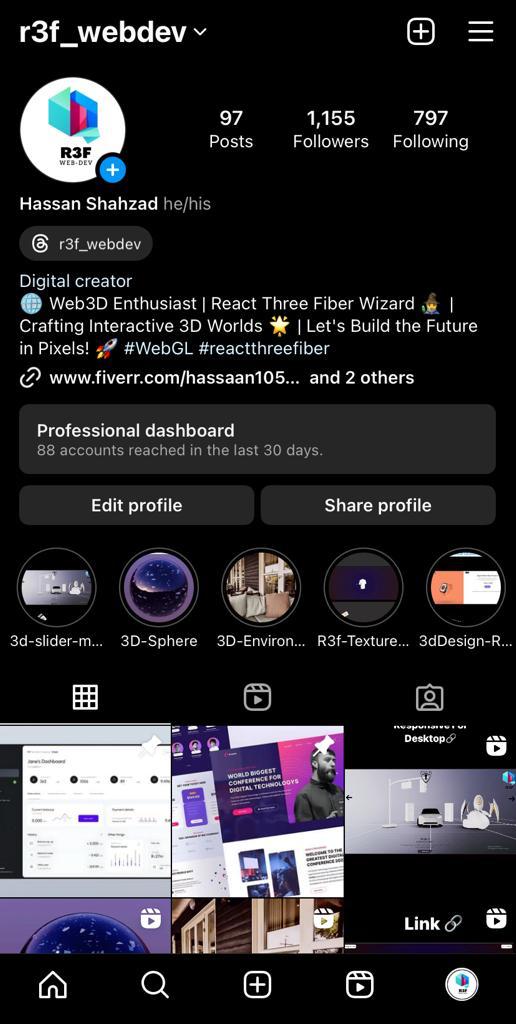 r3f_webdev
R3F
WEB-DEV
97
Posts
1,155
Followers
797
Following
Hassan Shahzad he/his
r3f_webdev
Digital creator
🌐 Web3D Enthusiast | React Three Fiber Wizard 🧙‍♂️ |
Crafting Interactive 3D Worlds 🌟 | Let's Build the Future
in Pixels! 🚀 #WebGL #reactthreefiber
www.fiverr.com/hassaan105... and 2 others
Professional dashboard
88 accounts reached in the last 30 days.
Edit profile
Share profile
3d-slider-m...
3D-Sphere
3D-Environ...
R3f-Texture...
3dDesign-R...
Jane's Dashboard
WORLD BIGGEST
CONFERENCE FOR
DIGITAL TECHNOLOGYS
WELCOME TO THE
GREATEST DIGITAL
Responsive For
Desktop🔗
Link 🔗